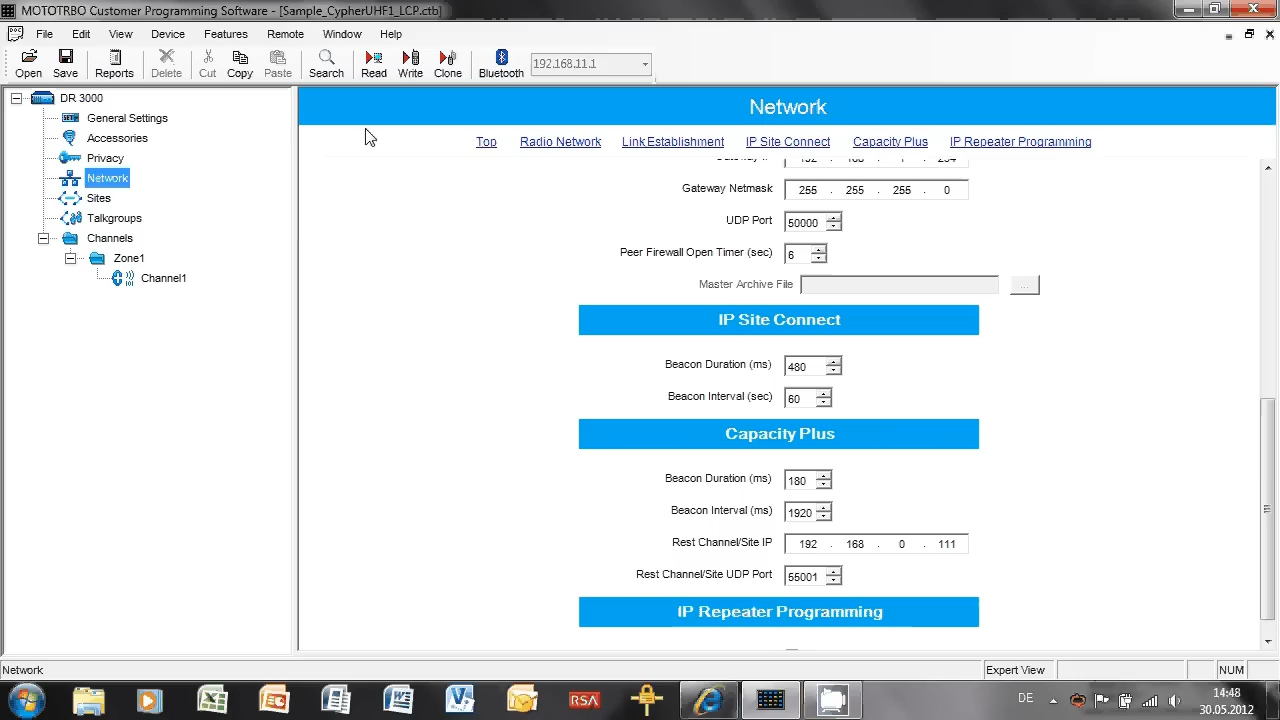 MOTOTRBO Customer Programming Software - [Sample_CypherUHF1_LCP.ctb]
File Edit View Device Features Remote Window Help
Open Save Reports Delete Cut Copy Paste Search Read Write Clone Bluetooth 192.168.11.1
DR 3000
General Settings
Accessories
Privacy
Network
Sites
Talkgroups
Channels
Zone1
Channel1
Network
Top Radio Network Link Establishment IP Site Connect Capacity Plus IP Repeater Programming
Gateway Netmask 255 . 255 . 255 . 0
UDP Port 50000
Peer Firewall Open Timer (sec) 6
Master Archive File ...
IP Site Connect
Beacon Duration (ms) 480
Beacon Interval (sec) 60
Capacity Plus
Beacon Duration (ms) 180
Beacon Interval (ms) 1920
Rest Channel/Site IP 192 . 168 . 0 . 111
Rest Channel/Site UDP Port 55001
IP Repeater Programming
Network Expert View NUM
RSA DE 14:48
30.05.2012